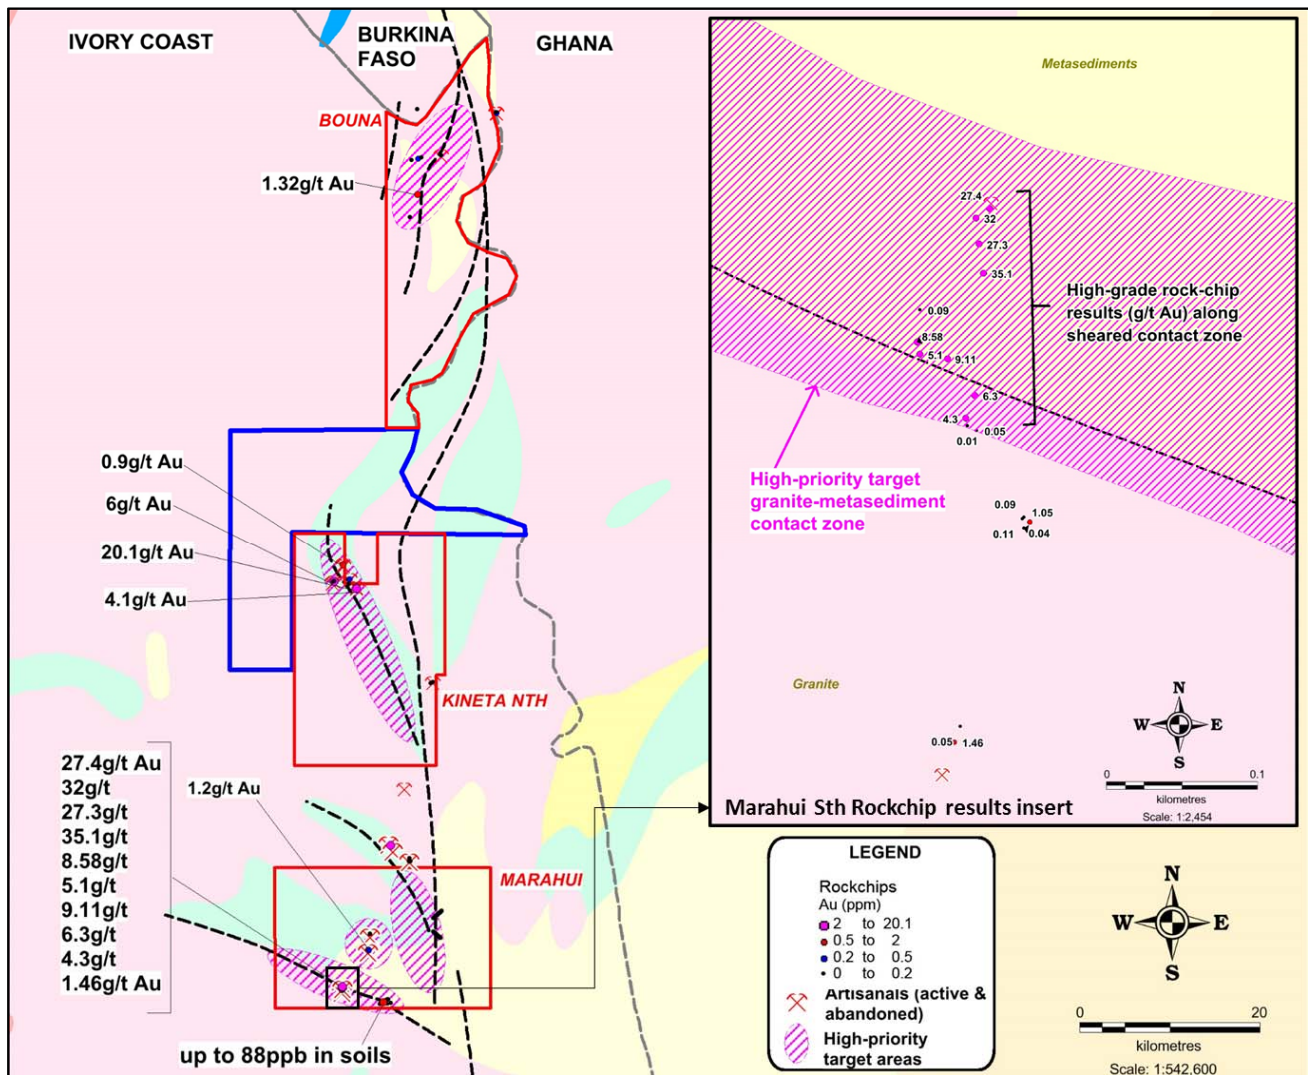 IVORY COAST
BURKINA
FASO
GHANA
BOUNA
1.32g/t Au
0.9g/t Au
6g/t Au
20.1g/t Au
4.1g/t Au
KINETA NTH
27.4g/t Au
32g/t
27.3g/t
35.1g/t
8.58g/t
5.1g/t
9.11g/t
6.3g/t
4.3g/t
1.46g/t Au
1.2g/t Au
MARAHUI
up to 88ppb in soils
Metasediments
27.4
32
27.3
35.1
0.09
8.58
5.1
9.11
6.3
4.3
0.05
0.01
High-grade rock-chip
results (g/t Au) along
sheared contact zone
High-priority target
granite-metasediment
contact zone
0.09
1.05
0.11
0.04
Granite
0.05
1.46
N
W
E
S
0
0.1
kilometres
Scale: 1:2,454
Marahui Sth Rockchip results insert
LEGEND
Rockchips
Au (ppm)
2 to 20.1
0.5 to 2
0.2 to 0.5
0 to 0.2
Artisanals (active &
abandoned)
High-priority
target areas
N
W
E
S
0
20
kilometres
Scale: 1:542,600